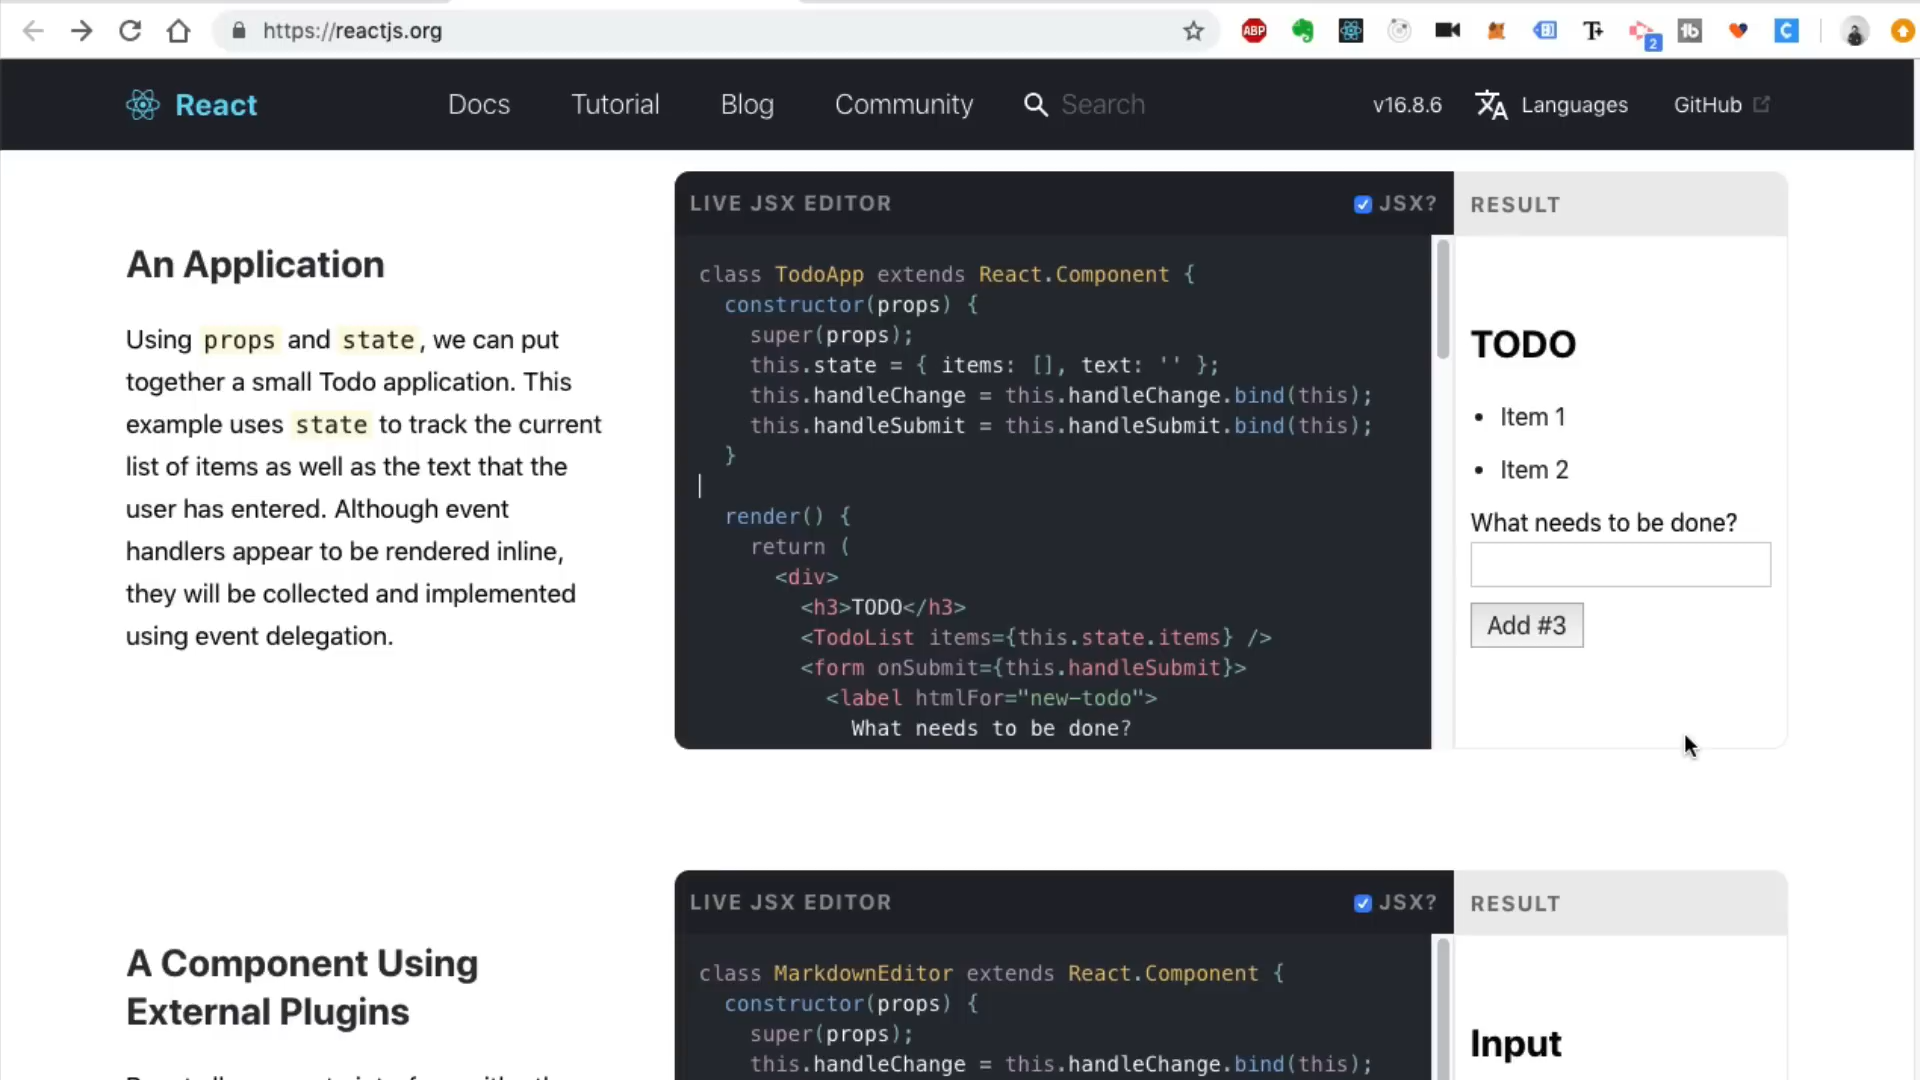 https://reactjs.org
ABP
T+
2
tb
C
React
Docs
Tutorial
Blog
Community
Search
v16.8.6
Languages
GitHub
An Application
Using props and state, we can put
together a small Todo application. This
example uses state to track the current
list of items as well as the text that the
user has entered. Although event
handlers appear to be rendered inline,
they will be collected and implemented
using event delegation.
LIVE JSX EDITOR
JSX?
class TodoApp extends React.Component {
constructor(props) {
super(props);
this.state = { items: [], text: '' };
this.handleChange = this.handleChange.bind(this);
this.handleSubmit = this.handleSubmit.bind(this);
}
render() {
return (
<div>
<h3>TODO</h3>
<TodoList items={this.state.items} />
<form onSubmit={this.handleSubmit}>
<label htmlFor="new-todo">
What needs to be done?
RESULT
TODO
• Item 1
• Item 2
What needs to be done?
Add #3
A Component Using
External Plugins
LIVE JSX EDITOR
JSX?
class MarkdownEditor extends React.Component {
constructor(props) {
super(props);
this.handleChange = this.handleChange.bind(this);
RESULT
Input